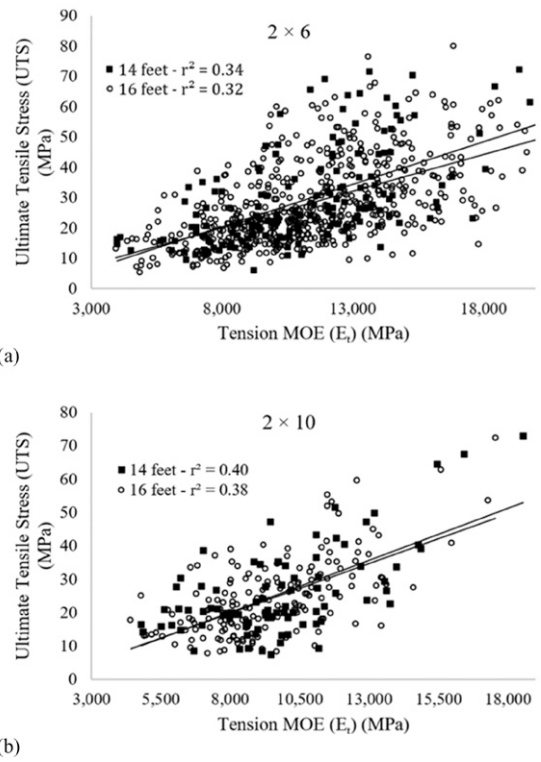 2 × 6
14 feet - r² = 0.34
16 feet - r² = 0.32
Ultimate Tensile Stress (UTS)
(MPa)
90
80
70
60
50
40
30
20
10
0
3,000 8,000 13,000 18,000
Tension MOE (Et) (MPa)
(a)
2 × 10
14 feet - r² = 0.40
16 feet - r² = 0.38
Ultimate Tensile Stress (UTS)
(MPa)
80
70
60
50
40
30
20
10
0
3,000 5,500 8,000 10,500 13,000 15,500 18,000
Tension MOE (Et) (MPa)
(b)